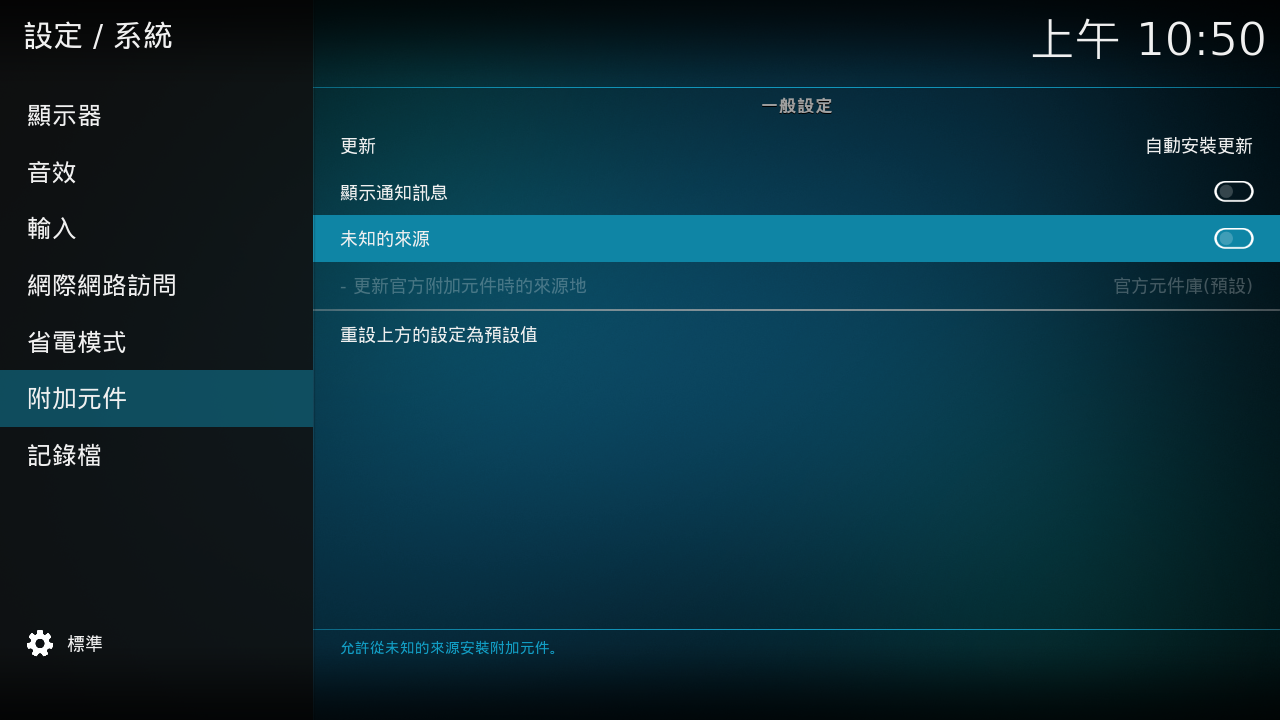 設定 / 系統
上午 10:50
顯示器
音效
輸入
網際網路訪問
省電模式
附加元件
記錄檔
標準
一般設定
更新 自動安裝更新
顯示通知訊息
未知的來源
- 更新官方附加元件時的來源地 官方元件庫(預設)
重設上方的設定為預設值
允許從未知的來源安裝附加元件。